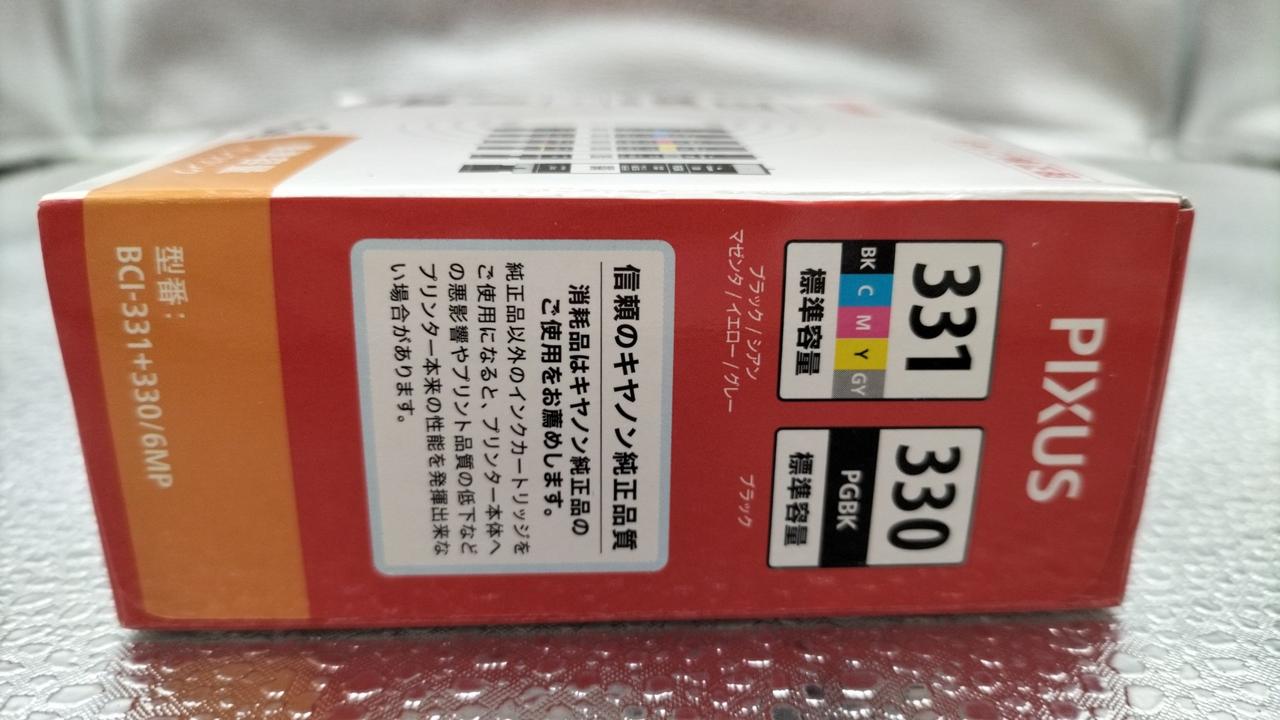 PIXUS
331
BK C M Y GY
標準容量
330
PGBK
標準容量
ブラック / シアン
マゼンタ / イエロー / グレー
ブラック
信頼のキヤノン純正品質
消耗品はキヤノン純正品の
ご使用をお薦めします。
純正品以外のインクカートリッジを
ご使用になると、プリンター本体へ
の悪影響やプリント品質の低下など
プリンター本来の性能を発揮出来な
い場合があります。
型番：
BCI-331+330/6MP